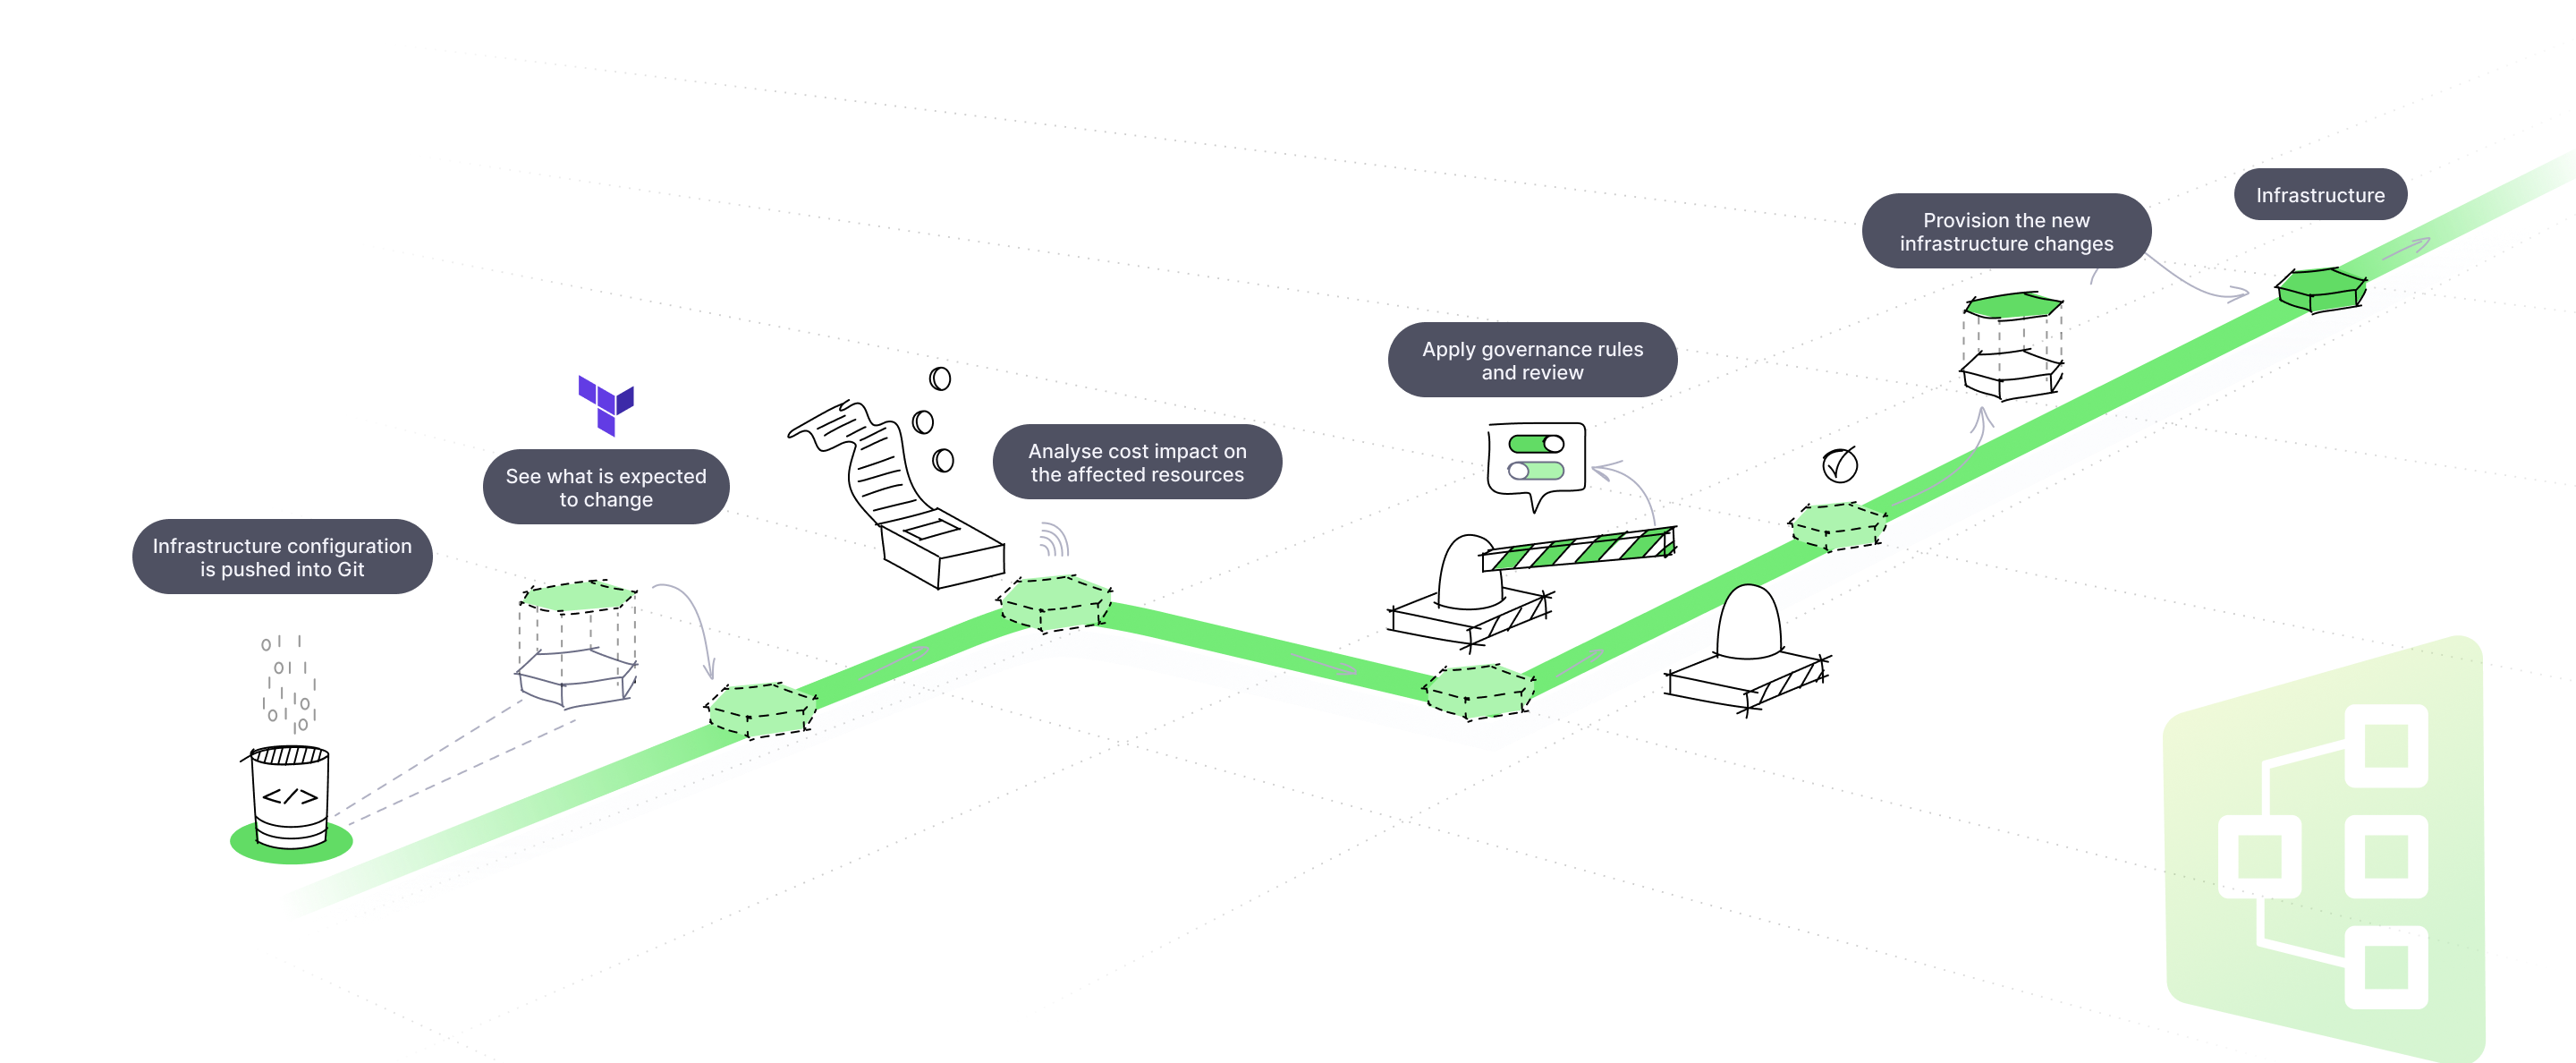 Infrastructure configuration
is pushed into Git
See what is expected
to change
Analyse cost impact on
the affected resources
Apply governance rules
and review
Provision the new
infrastructure changes
Infrastructure
</>